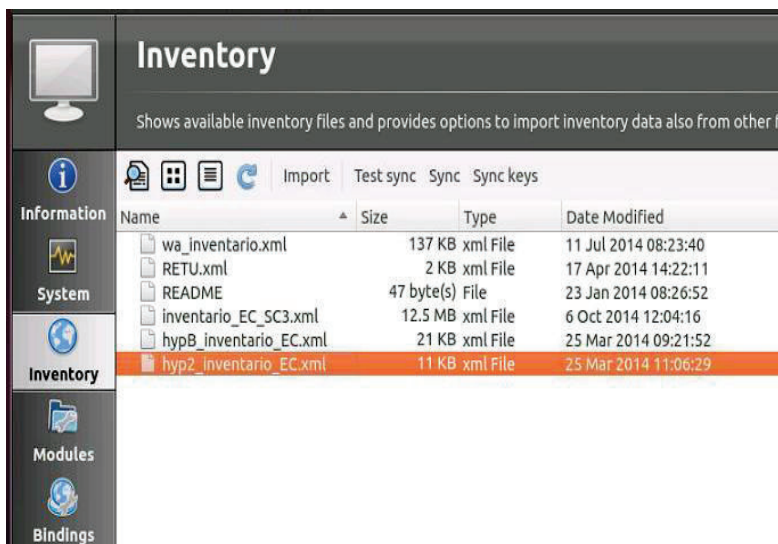 Inventory
Shows available inventory files and provides options to import inventory data also from other
Information
System
Inventory
Modules
Bindings
Import Test sync Sync Sync keys
Name Size Type Date Modified
wa_inventario.xml 137 KB xml File 11 Jul 2014 08:23:40
RETU.xml 2 KB xml File 17 Apr 2014 14:22:11
README 47 byte(s) File 23 Jan 2014 08:26:52
inventario_EC_SC3.xml 12.5 MB xml File 6 Oct 2014 12:04:16
hypB_inventario_EC.xml 21 KB xml File 25 Mar 2014 09:21:52
hyp2_inventario_EC.xml 11 KB xml File 25 Mar 2014 11:06:29